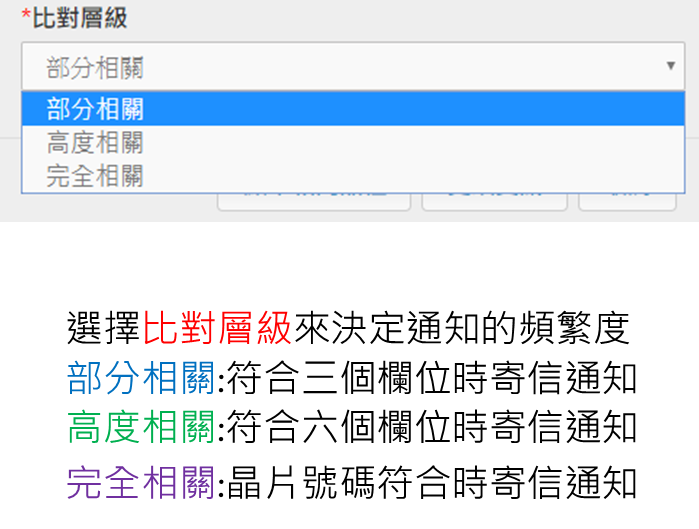 *比對層級
部分相關
部分相關
高度相關
完全相關
選擇比對層級來決定通知的頻繁度
部分相關:符合三個欄位時寄信通知
高度相關:符合六個欄位時寄信通知
完全相關:晶片號碼符合時寄信通知